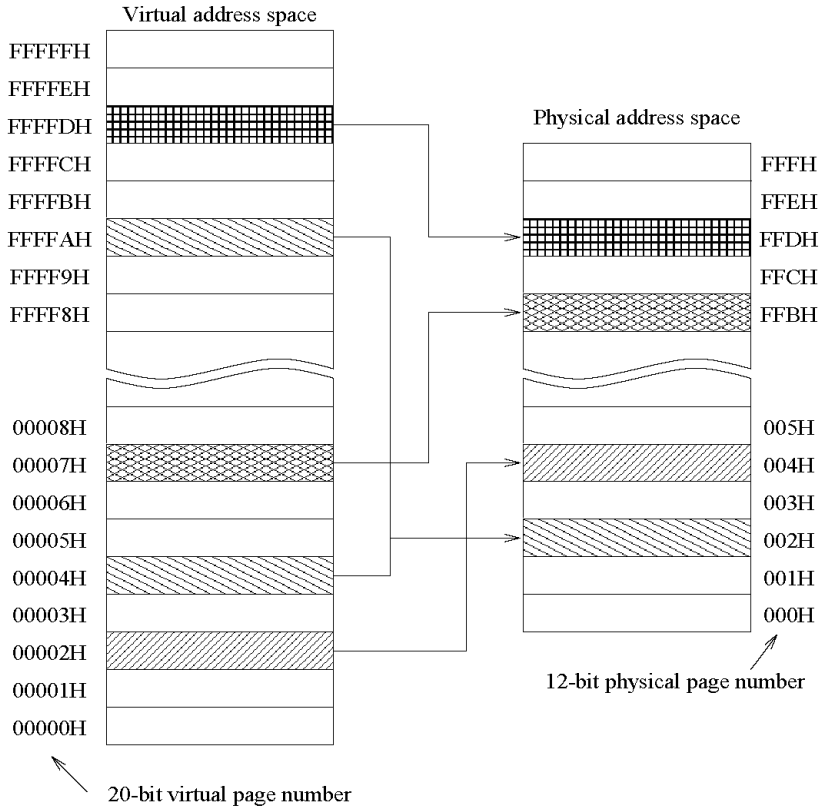 Virtual address space
FFFFFH
FFFFEH
FFFFDH
FFFFCH
FFFFBH
FFFFAH
FFFF9H
FFFF8H
00008H
00007H
00006H
00005H
00004H
00003H
00002H
00001H
00000H
20-bit virtual page number
Physical address space
FFFH
FFEH
FFDH
FFCH
FFBH
005H
004H
003H
002H
001H
000H
12-bit physical page number